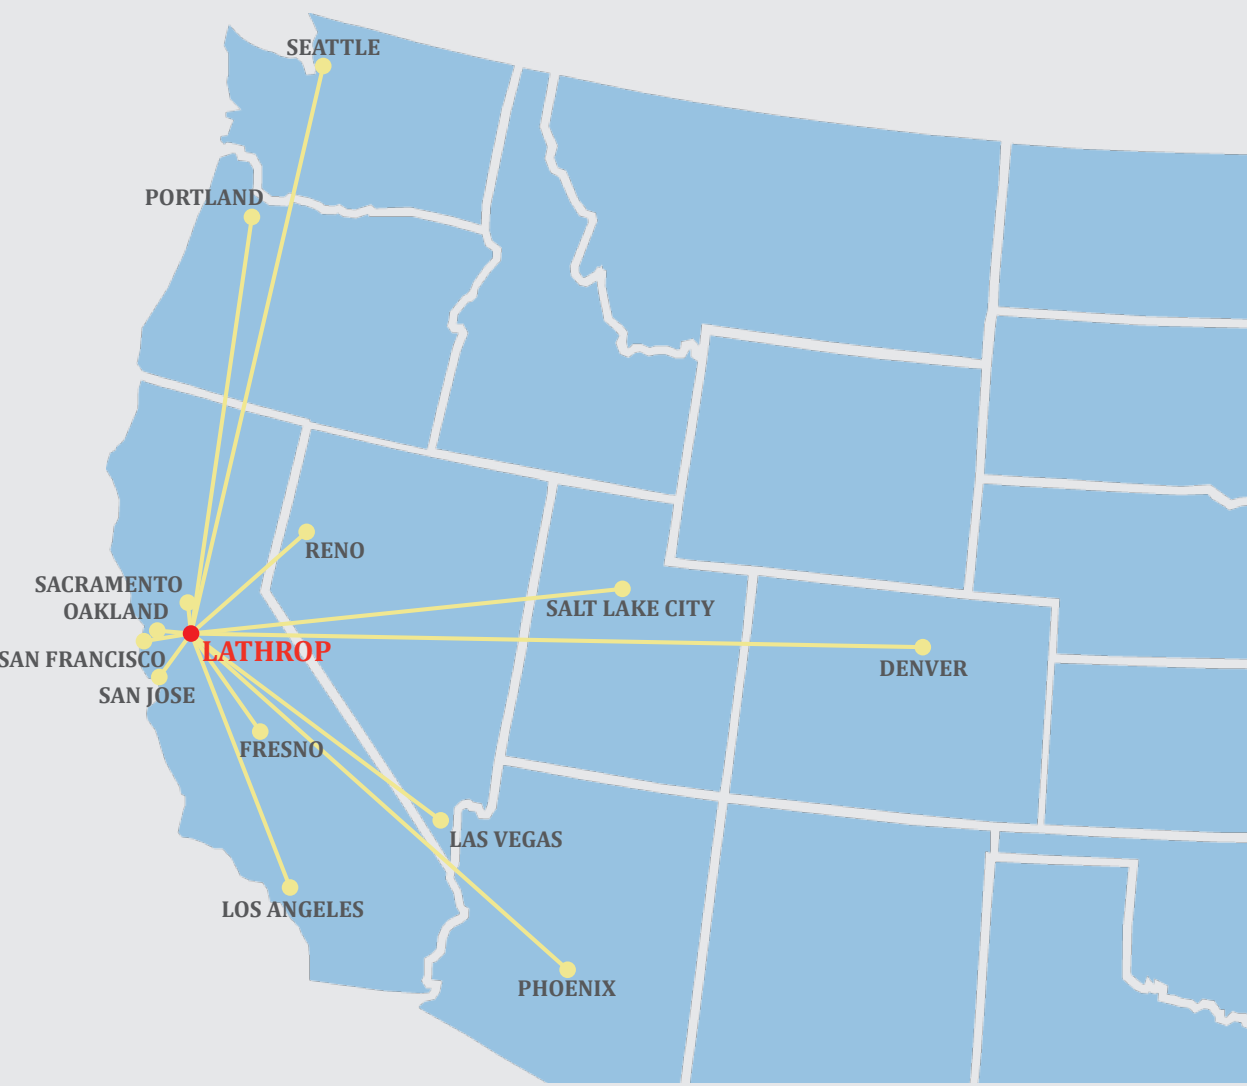 SEATTLE
PORTLAND
RENO
SACRAMENTO
OAKLAND
SALT LAKE CITY
LATHROP
SAN FRANCISCO
DENVER
SAN JOSE
FRESNO
LAS VEGAS
LOS ANGELES
PHOENIX